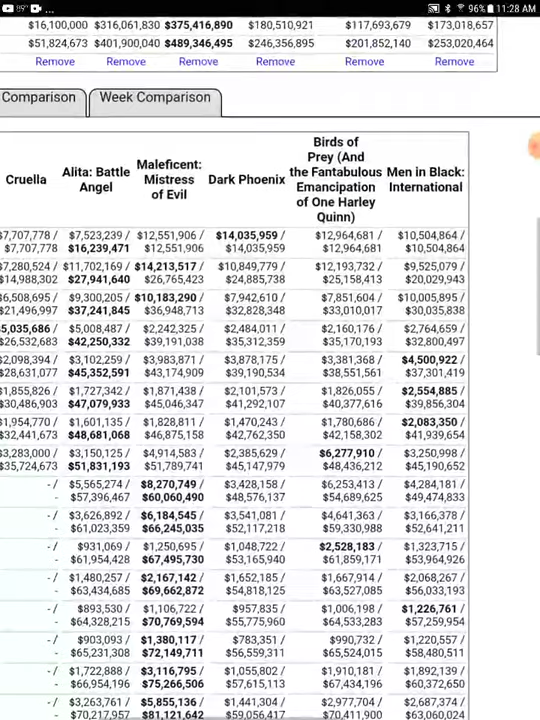 85° 96% 11:28 AM
$16,100,000 $316,061,830 $375,416,890 $180,510,921 $117,693,679 $173,018,657
$51,824,673 $401,900,040 $489,346,495 $246,356,895 $201,852,140 $253,020,464
Remove Remove Remove Remove Remove Remove
Comparison Week Comparison
Cruella Alita: Battle Angel Maleficent: Mistress of Evil Dark Phoenix Birds of Prey (And the Fantabulous Emancipation of One Harley Quinn) Men in Black: International
$7,707,778 / $7,523,239 / $12,551,906 / $14,035,959 / $12,964,681 / $10,504,864 /
$7,707,778 $16,239,471 $12,551,906 $14,035,959 $12,964,681 $10,504,864
$7,280,524 / $11,702,169 / $14,213,517 / $10,849,779 / $12,193,732 / $9,525,079 /
$14,988,302 $27,941,640 $26,765,423 $24,885,738 $25,158,413 $20,029,943
$6,508,695 / $9,300,205 / $10,183,290 / $7,942,610 / $7,851,604 / $10,005,895 /
$21,496,997 $37,241,845 $36,948,713 $32,828,348 $33,010,017 $30,035,838
5,035,686 / $5,008,487 / $2,242,325 / $2,484,011 / $2,160,176 / $2,764,659 /
$26,532,683 $42,250,332 $39,191,038 $35,312,359 $35,170,193 $32,800,497
$2,098,394 / $3,102,259 / $3,983,871 / $3,878,175 / $3,381,368 / $4,500,922 /
$28,631,077 $45,352,591 $43,174,909 $39,190,534 $38,551,561 $37,301,419
$1,855,826 / $1,727,342 / $1,871,438 / $2,101,573 / $1,826,055 / $2,554,885 /
$30,486,903 $47,079,933 $45,046,347 $41,292,107 $40,377,616 $39,856,304
$1,954,770 / $1,601,135 / $1,828,811 / $1,470,243 / $1,780,686 / $2,083,350 /
$32,441,673 $48,681,068 $46,875,158 $42,762,350 $42,158,302 $41,939,654
$3,283,000 / $3,150,125 / $4,914,583 / $2,385,629 / $6,277,910 / $3,250,998 /
$35,724,673 $51,831,193 $51,789,741 $45,147,979 $48,436,212 $45,190,652
- / $5,565,274 / $8,270,749 / $3,428,158 / $6,253,413 / $4,284,181 /
- $57,396,467 $60,060,490 $48,576,137 $54,689,625 $49,474,833
- / $3,626,892 / $6,184,545 / $3,541,081 / $4,641,363 / $3,166,378 /
- $61,023,359 $66,245,035 $52,117,218 $59,330,988 $52,641,211
- / $931,069 / $1,250,695 / $1,048,722 / $2,528,183 / $1,323,715 /
- $61,954,428 $67,495,730 $53,165,940 $61,859,171 $53,964,926
- / $1,480,257 / $2,167,142 / $1,652,185 / $1,667,914 / $2,068,267 /
- $63,434,685 $69,662,872 $54,818,125 $63,527,085 $56,033,193
- / $893,530 / $1,106,722 / $957,835 / $1,006,198 / $1,226,761 /
- $64,328,215 $70,769,594 $55,775,960 $64,533,283 $57,259,954
- / $903,093 / $1,380,117 / $783,351 / $990,732 / $1,220,557 /
- $65,231,308 $72,149,711 $56,559,311 $65,524,015 $58,480,511
- / $1,722,888 / $3,116,795 / $1,055,802 / $1,910,181 / $1,892,139 /
- $66,954,196 $75,266,506 $57,615,113 $67,434,196 $60,372,650
- / $3,263,761 / $5,855,136 / $1,441,304 / $2,977,704 / $2,687,374 /
- $70,217,957 $81,121,642 $59,056,417 $70,411,900 $63,060,024